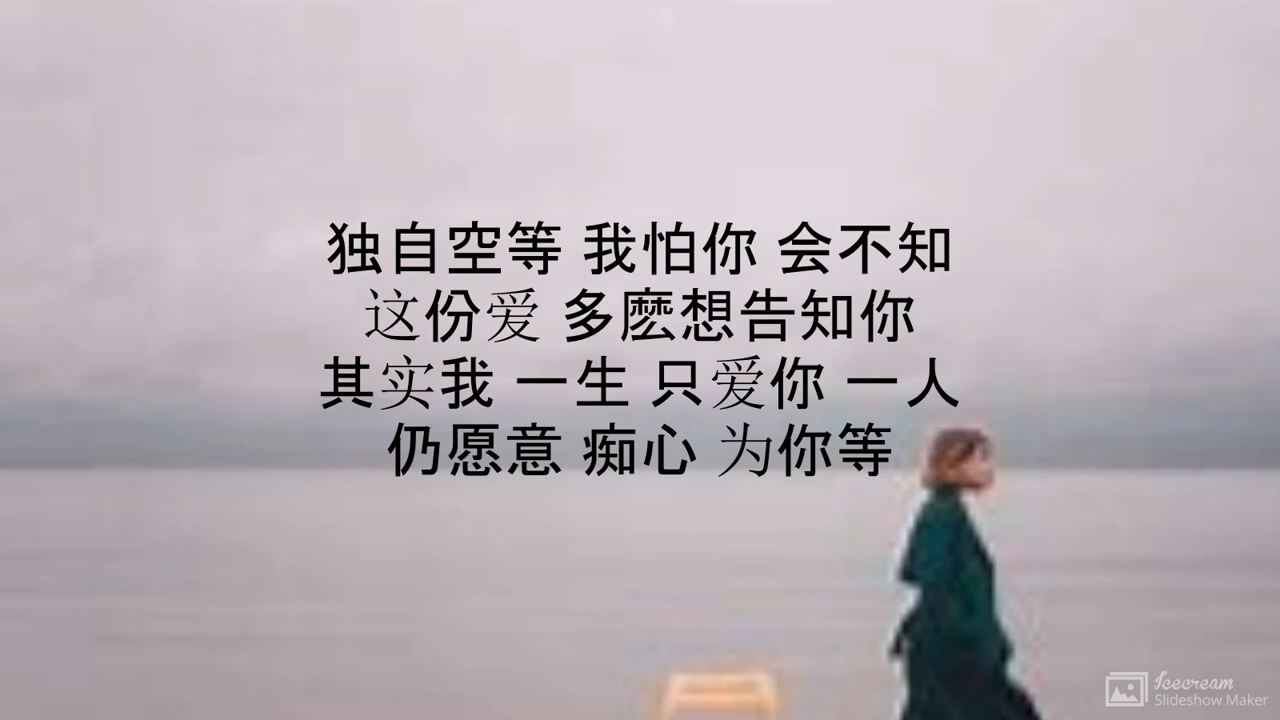 独自空等 我怕你 会不知
这份爱 多麽想告知你
其实我 一生 只爱你 一人
仍愿意 痴心 为你等
Icecream
Slideshow Maker